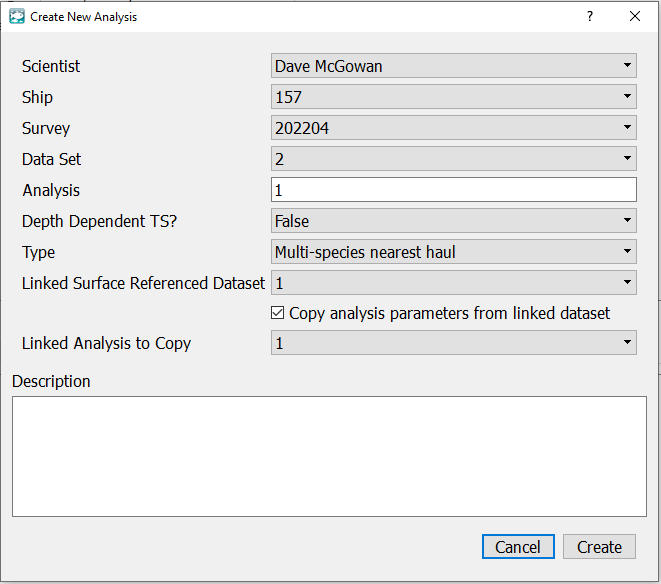 Create New Analysis ?
Scientist Dave McGowan
Ship 157
Survey 202204
Data Set 2
Analysis 1
Depth Dependent TS? False
Type Multi-species nearest haul
Linked Surface Referenced Dataset 1
Copy analysis parameters from linked dataset
Linked Analysis to Copy 1
Description
Cancel Create